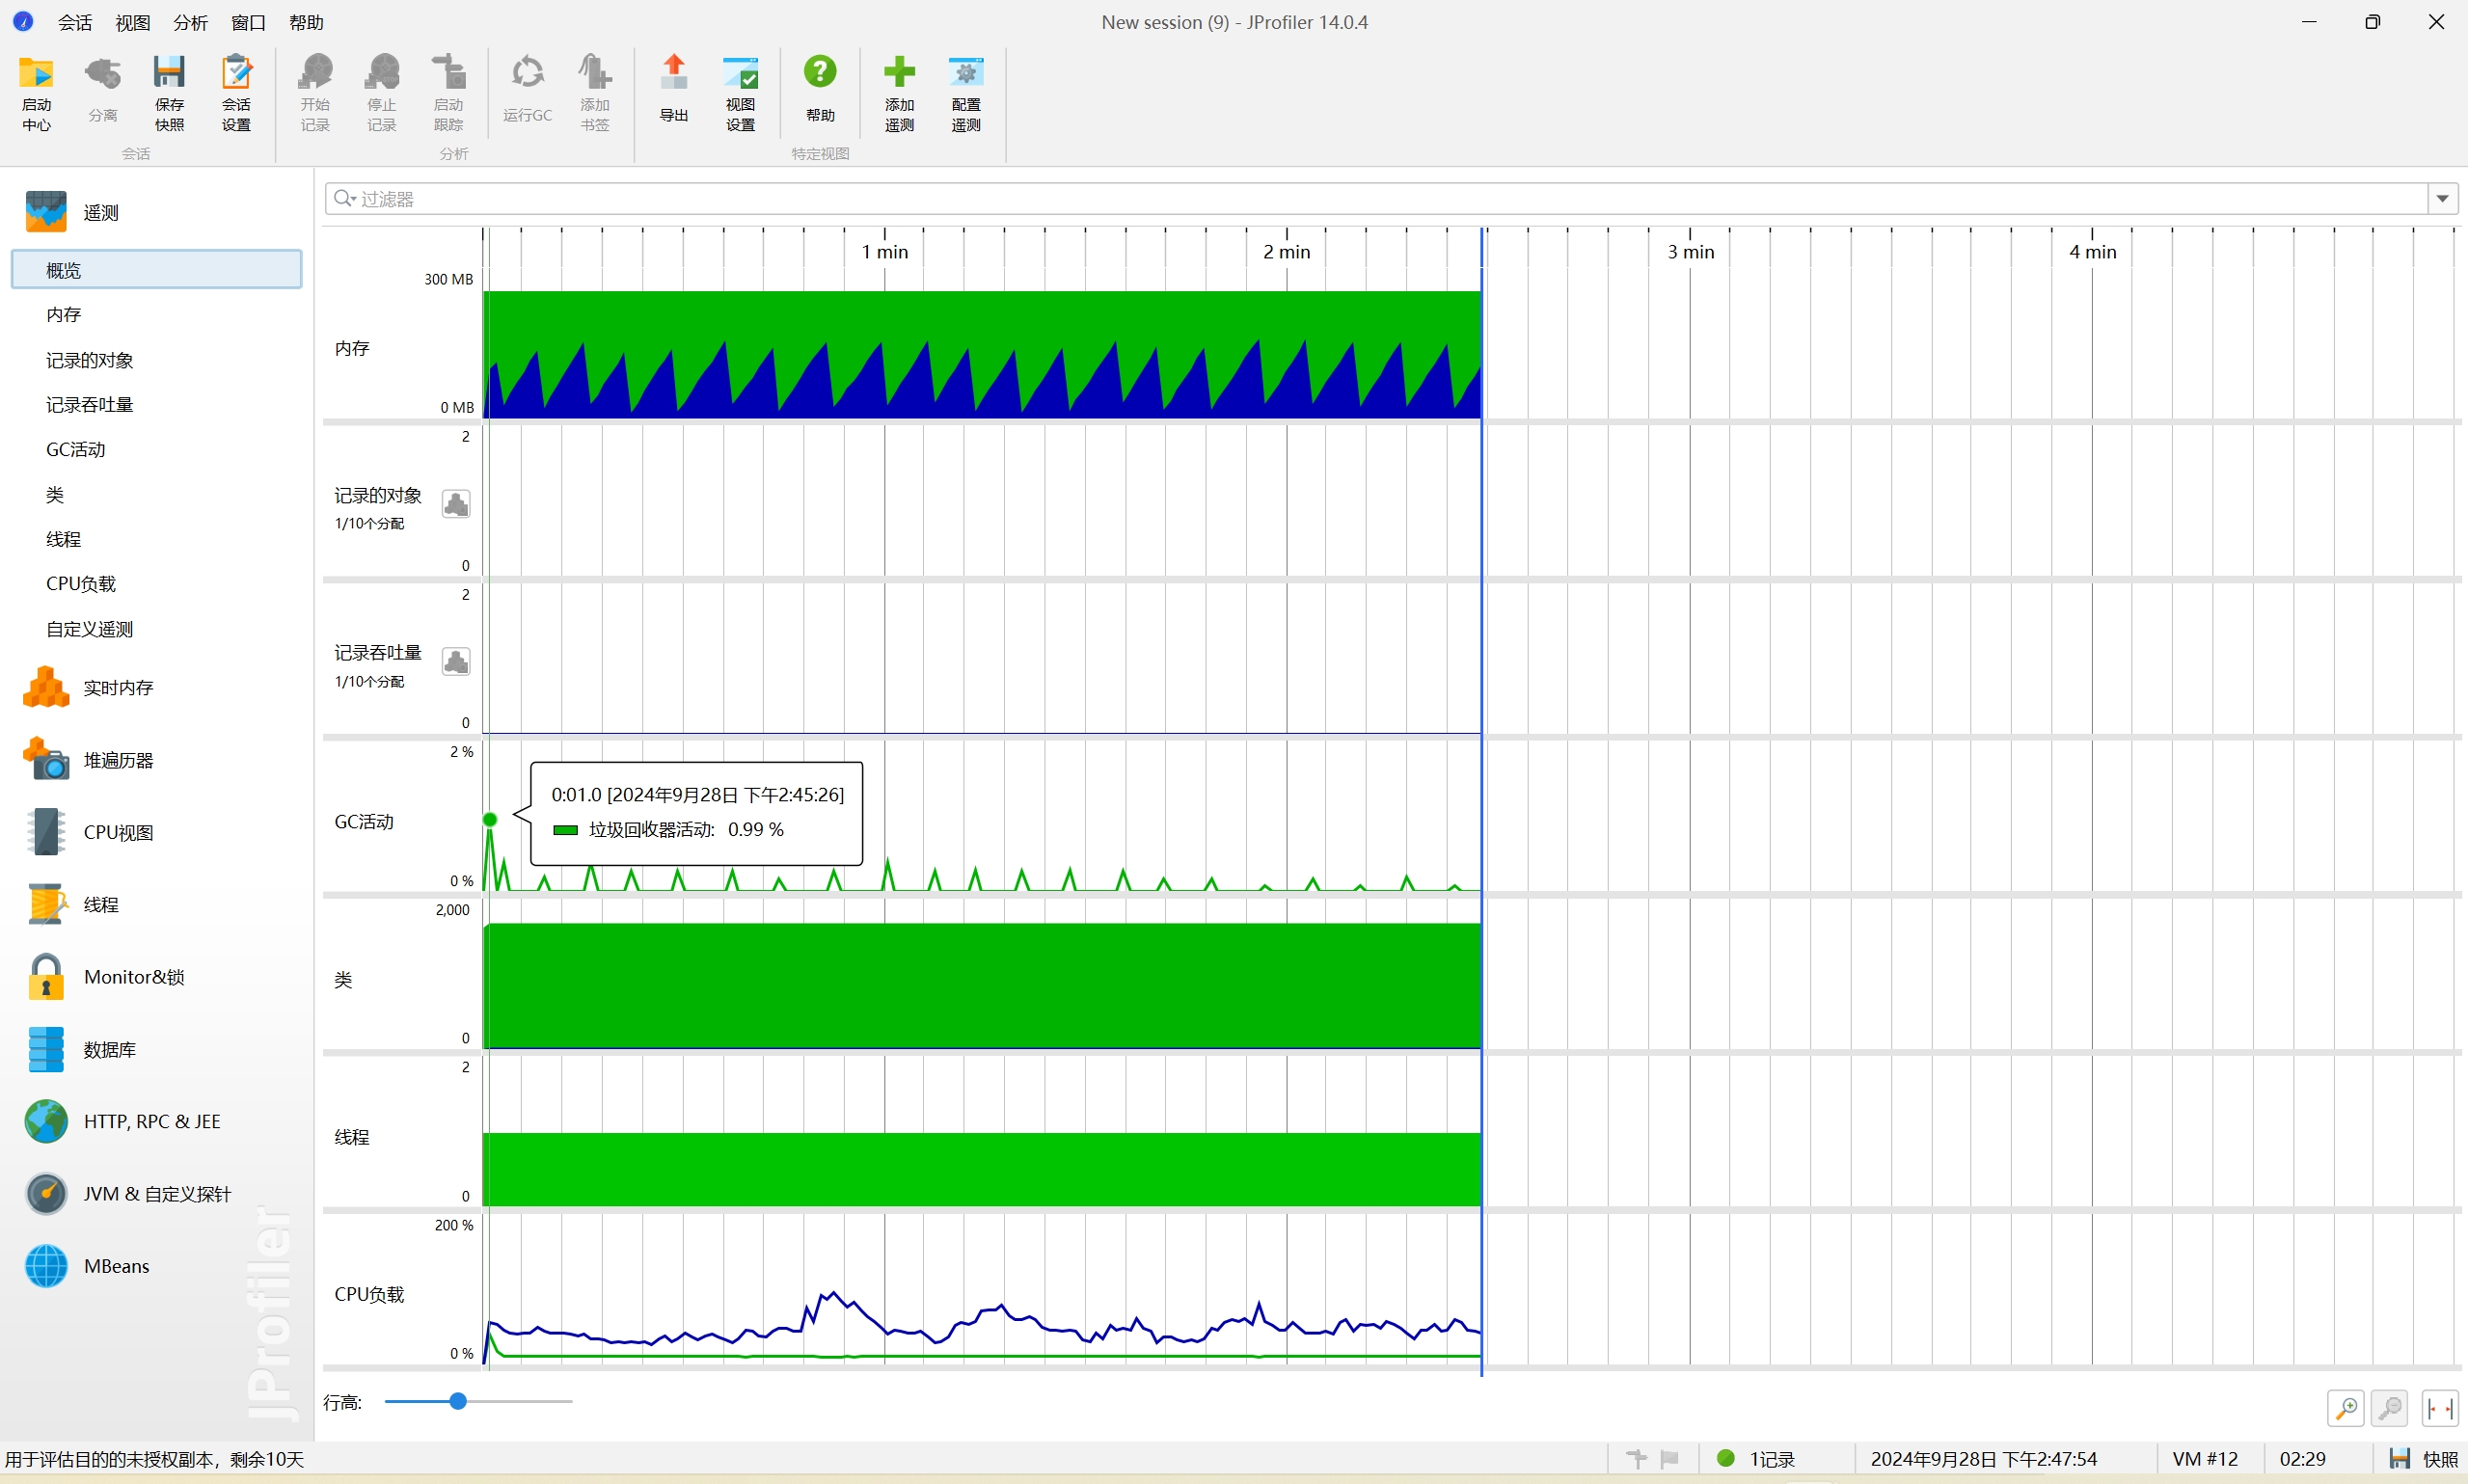 会话 视图 分析 窗口 帮助
New session (9) - JProfiler 14.0.4
启动中心
分离
保存快照
会话设置
开始记录
停止记录
启动跟踪
运行GC
添加书签
导出
视图设置
帮助
添加遥测
配置遥测
会话
分析
特定视图
遥测
概览
内存
记录的对象
记录吞吐量
GC活动
类
线程
CPU负载
自定义遥测
实时内存
堆遍历器
CPU视图
线程
Monitor&锁
数据库
HTTP, RPC & JEE
JVM & 自定义探针
MBeans
JProfiler
过滤器
1 min 2 min 3 min 4 min
300 MB
内存
0 MB
2
记录的对象
1/10个分配
0
2
记录吞吐量
1/10个分配
0
2 %
0:01.0 [2024年9月28日 下午2:45:26]
GC活动
垃圾回收器活动: 0.99 %
0 %
2,000
类
0
2
线程
0
200 %
CPU负载
0 %
行高:
用于评估目的的未授权副本，剩余10天
1记录
2024年9月28日 下午2:47:54
VM #12
02:29
快照